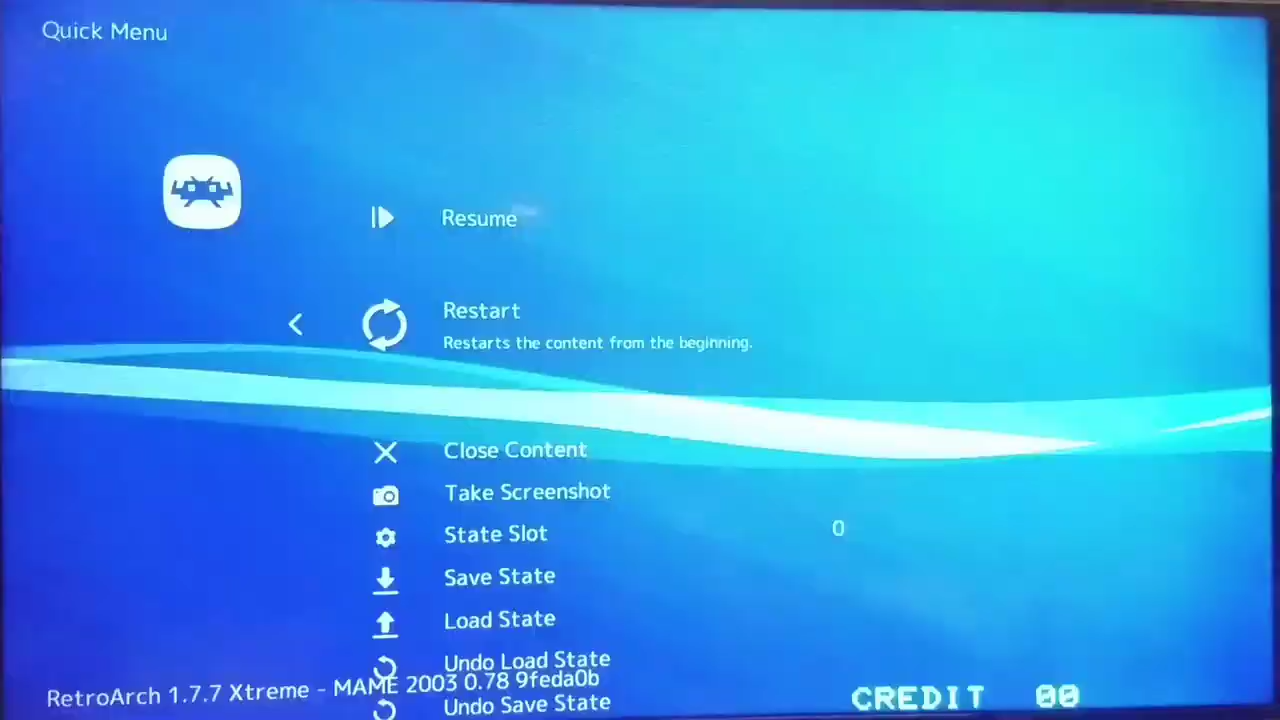 Quick Menu
Resume
Restart
Restarts the content from the beginning.
Close Content
Take Screenshot
State Slot 0
Save State
Load State
Undo Load State
RetroArch 1.7.7 Xtreme - MAME 2003 0.78 9feda0b
Undo Save State
CREDIT 00